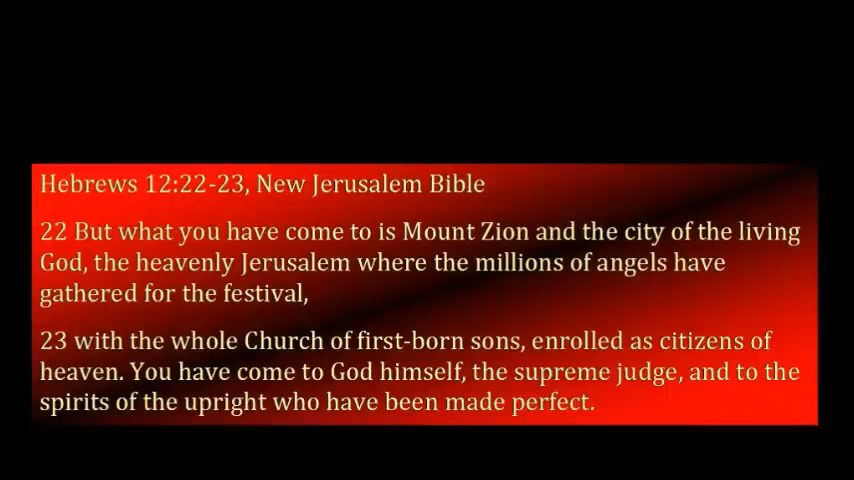 Hebrews 12:22-23, New Jerusalem Bible
22 But what you have come to is Mount Zion and the city of the living
God, the heavenly Jerusalem where the millions of angels have
gathered for the festival,
23 with the whole Church of first-born sons, enrolled as citizens of
heaven. You have come to God himself, the supreme judge, and to the
spirits of the upright who have been made perfect.